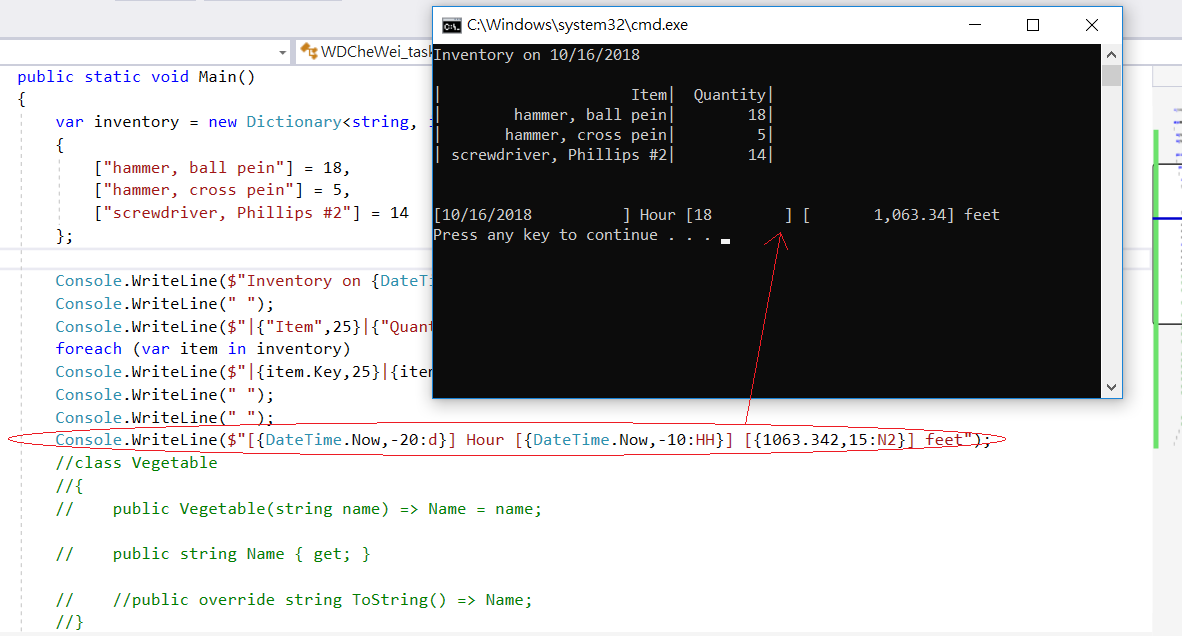 WDCheWei_task
public static void Main()
{
var inventory = new Dictionary<string,
{
["hammer, ball pein"] = 18,
["hammer, cross pein"] = 5,
["screwdriver, Phillips #2"] = 14
};
Console.WriteLine($"Inventory on {DateTi
Console.WriteLine(" ");
Console.WriteLine($"|{"Item",25}|{"Quant
foreach (var item in inventory)
Console.WriteLine($"|{item.Key,25}|{iter
Console.WriteLine(" ");
Console.WriteLine(" ");
Console.WriteLine($"[{DateTime.Now,-20:d}] Hour [{DateTime.Now,-10:HH}] [{1063.342,15:N2}] feet");
//class Vegetable
//{
// public Vegetable(string name) => Name = name;
// public string Name { get; }
// //public override string ToString() => Name;
//}
C:\Windows\system32\cmd.exe
Inventory on 10/16/2018
| Item| Quantity|
| hammer, ball pein| 18|
| hammer, cross pein| 5|
| screwdriver, Phillips #2| 14|
[10/16/2018 ] Hour [18 ] [ 1,063.34] feet
Press any key to continue . . .